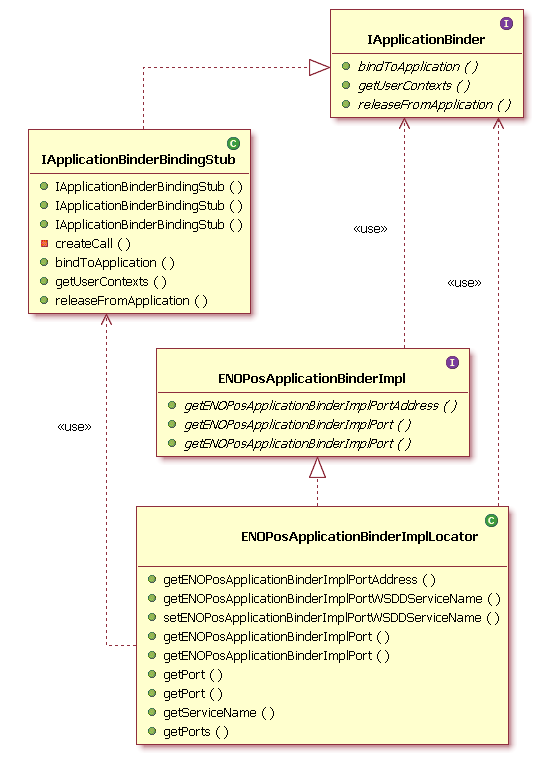 I
IApplicationBinder
bindToApplication ( )
getUserContexts ( )
releaseFromApplication ( )
C
IApplicationBinderBindingStub
IApplicationBinderBindingStub ( )
IApplicationBinderBindingStub ( )
IApplicationBinderBindingStub ( )
createCall ( )
bindToApplication ( )
getUserContexts ( )
releaseFromApplication ( )
«use»
«use»
I
ENOPosApplicationBinderImpl
getENOPosApplicationBinderImplPortAddress ( )
getENOPosApplicationBinderImplPort ( )
getENOPosApplicationBinderImplPort ( )
«use»
C
ENOPosApplicationBinderImplLocator
getENOPosApplicationBinderImplPortAddress ( )
getENOPosApplicationBinderImplPortWSDDServiceName ( )
setENOPosApplicationBinderImplPortWSDDServiceName ( )
getENOPosApplicationBinderImplPort ( )
getENOPosApplicationBinderImplPort ( )
getPort ( )
getPort ( )
getServiceName ( )
getPorts ( )